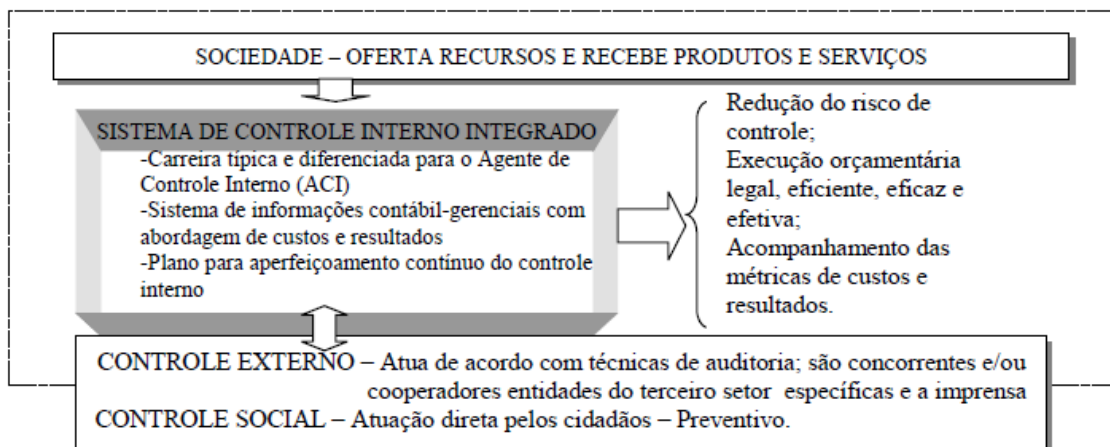 SOCIEDADE – OFERTA RECURSOS E RECEBE PRODUTOS E SERVIÇOS
SISTEMA DE CONTROLE INTERNO INTEGRADO
-Carreira típica e diferenciada para o Agente de
Controle Interno (ACI)
-Sistema de informações contábil-gerenciais com
abordagem de custos e resultados
-Plano para aperfeiçoamento contínuo do controle
interno
Redução do risco de
controle;
Execução orçamentária
legal, eficiente, eficaz e
efetiva;
Acompanhamento das
métricas de custos e
resultados.
CONTROLE EXTERNO – Atua de acordo com técnicas de auditoria; são concorrentes e/ou
cooperadores entidades do terceiro setor específicas e a imprensa
CONTROLE SOCIAL – Atuação direta pelos cidadãos – Preventivo.